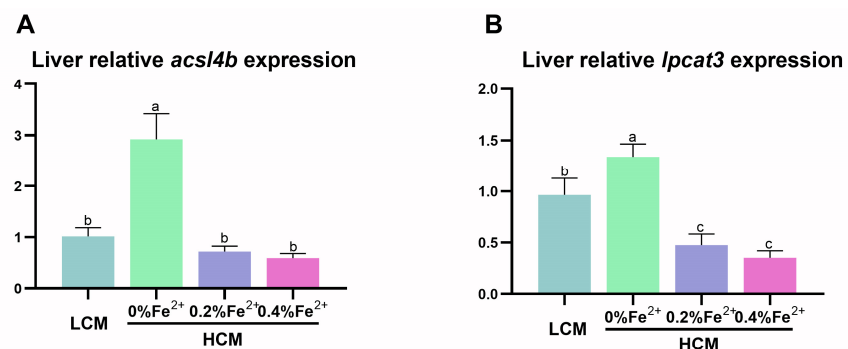 A
Liver relative acsl4b expression
4
3
2
1
0
b
a
b
b
LCM
0%Fe2+
0.2%Fe2+
0.4%Fe2+
HCM
B
Liver relative lpcat3 expression
2.0
1.5
1.0
0.5
0.0
b
a
c
c
LCM
0%Fe2+
0.2%Fe2+
0.4%Fe2+
HCM